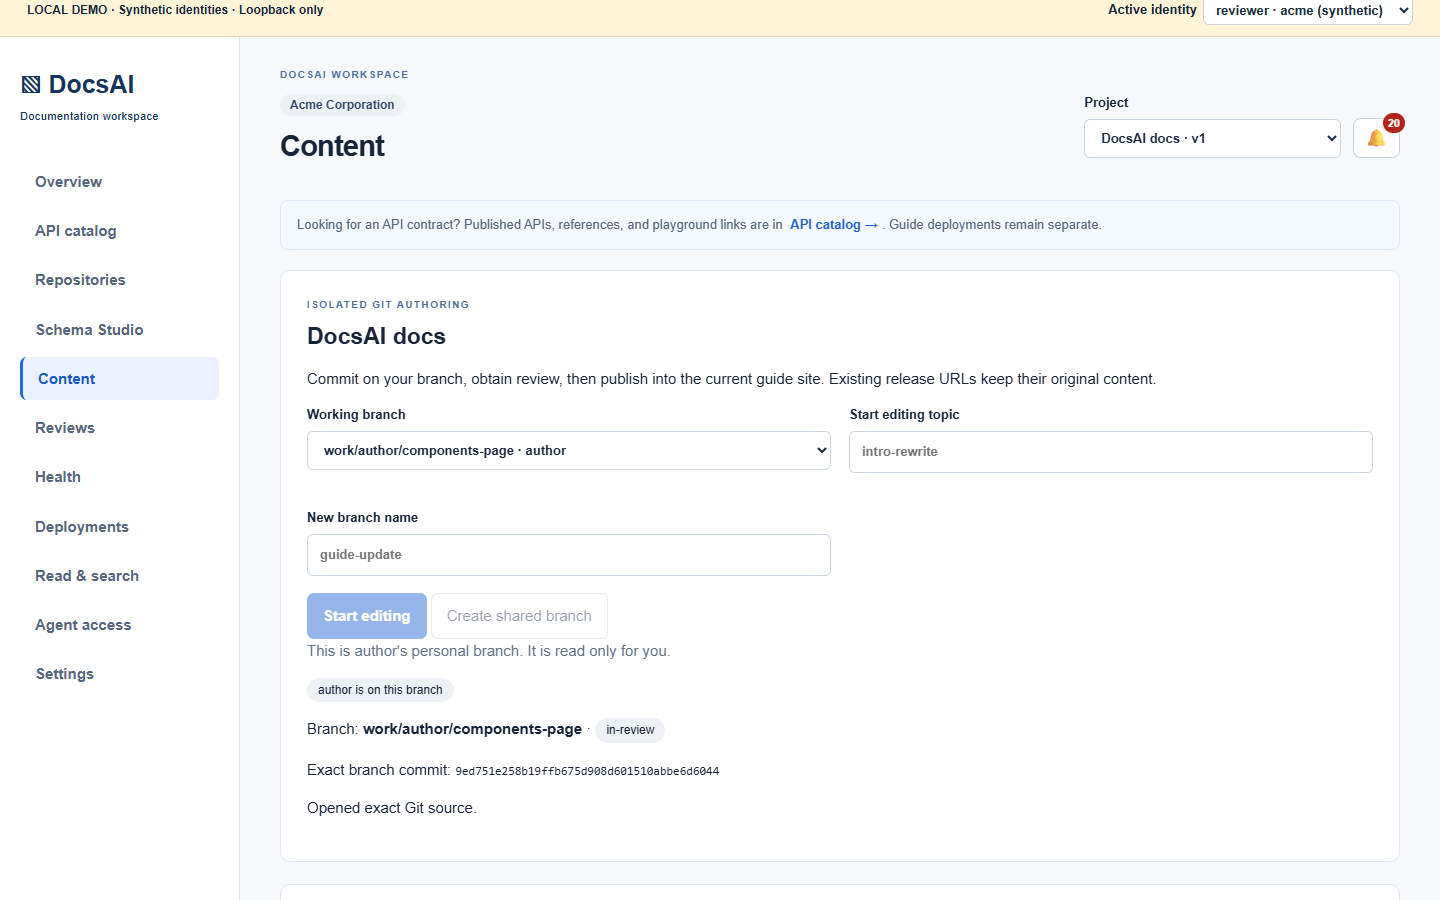 LOCAL DEMO · Synthetic identities · Loopback only
Active identity
reviewer · acme (synthetic)
DocsAI
Documentation workspace
Overview
API catalog
Repositories
Schema Studio
Content
Reviews
Health
Deployments
Read & search
Agent access
Settings
DOCSAI WORKSPACE
Acme Corporation
Content
Project
DocsAI docs · v1
20
Looking for an API contract? Published APIs, references, and playground links are in API catalog → . Guide deployments remain separate.
ISOLATED GIT AUTHORING
DocsAI docs
Commit on your branch, obtain review, then publish into the current guide site. Existing release URLs keep their original content.
Working branch
work/author/components-page · author
Start editing topic
intro-rewrite
New branch name
guide-update
Start editing
Create shared branch
This is author's personal branch. It is read only for you.
author is on this branch
Branch: work/author/components-page · in-review
Exact branch commit: 9ed751e258b19ffb675d908d601510abbe6d6044
Opened exact Git source.